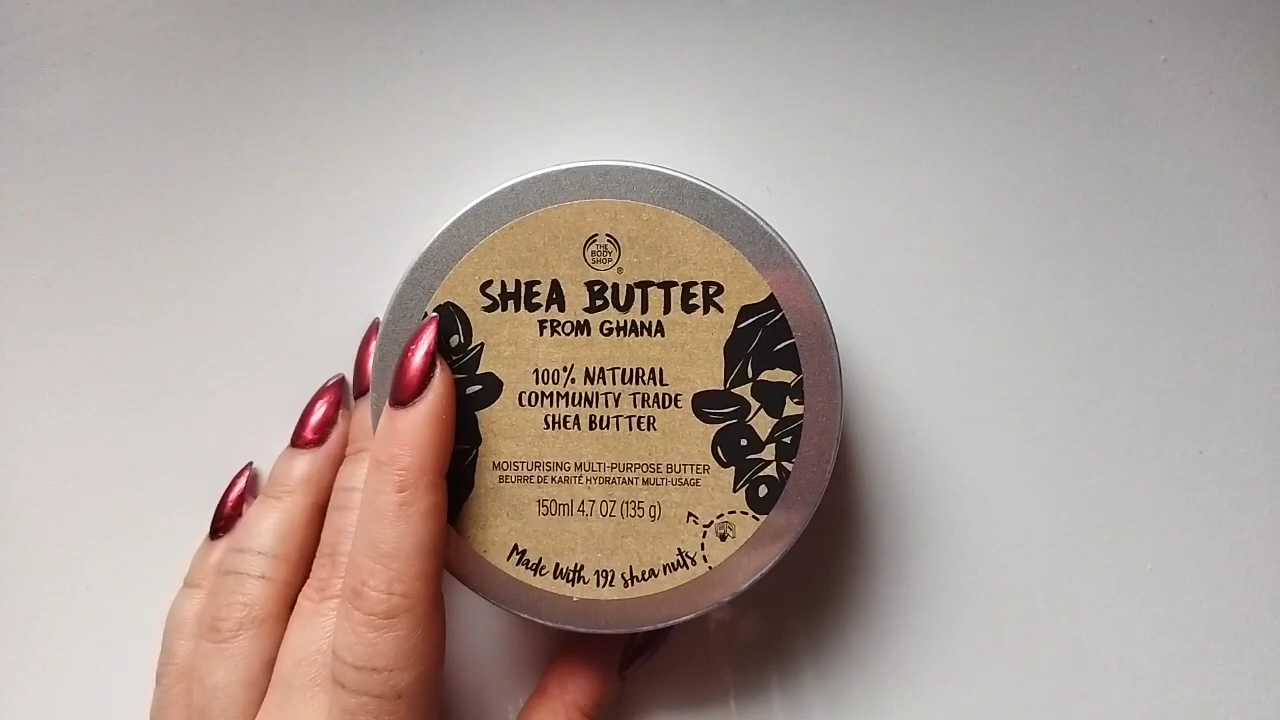 THE
BODY
SHOP
®
SHEA BUTTER
FROM GHANA
100% NATURAL
COMMUNITY TRADE
SHEA BUTTER
MOISTURISING MULTI-PURPOSE BUTTER
BEURRE DE KARITÉ HYDRATANT MULTI-USAGE
150ml 4.7 OZ (135 g)
Made With 192 shea nuts